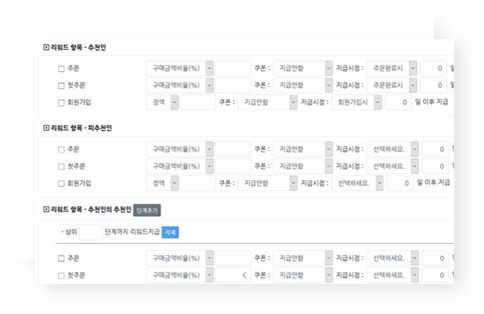 리워드 항목 - 추천인
주문 구매금액비율(%) 쿠폰 : 지급안함 지급시점 : 주문완료시 0 일
첫주문 구매금액비율(%) 쿠폰 : 지급안함 지급시점 : 주문완료시 0 일
회원가입 정액 쿠폰 : 지급안함 지급시점 : 회원가입시 0 일 이후 지급
리워드 항목 - 피추천인
주문 구매금액비율(%) 쿠폰 : 지급안함 지급시점 : 선택하세요. 0
첫주문 구매금액비율(%) 쿠폰 : 지급안함 지급시점 : 선택하세요. 0
회원가입 정액 쿠폰 : 지급안함 지급시점 : 선택하세요. 0 일 이후 지급
리워드 항목 - 추천인의 추천인 단계추가
- 상위 단계까지 리워드지급 삭제
주문 구매금액비율(%) 쿠폰 : 지급안함 지급시점 : 선택하세요. 0
첫주문 구매금액비율(%) 쿠폰 : 지급안함 지급시점 : 선택하세요. 0